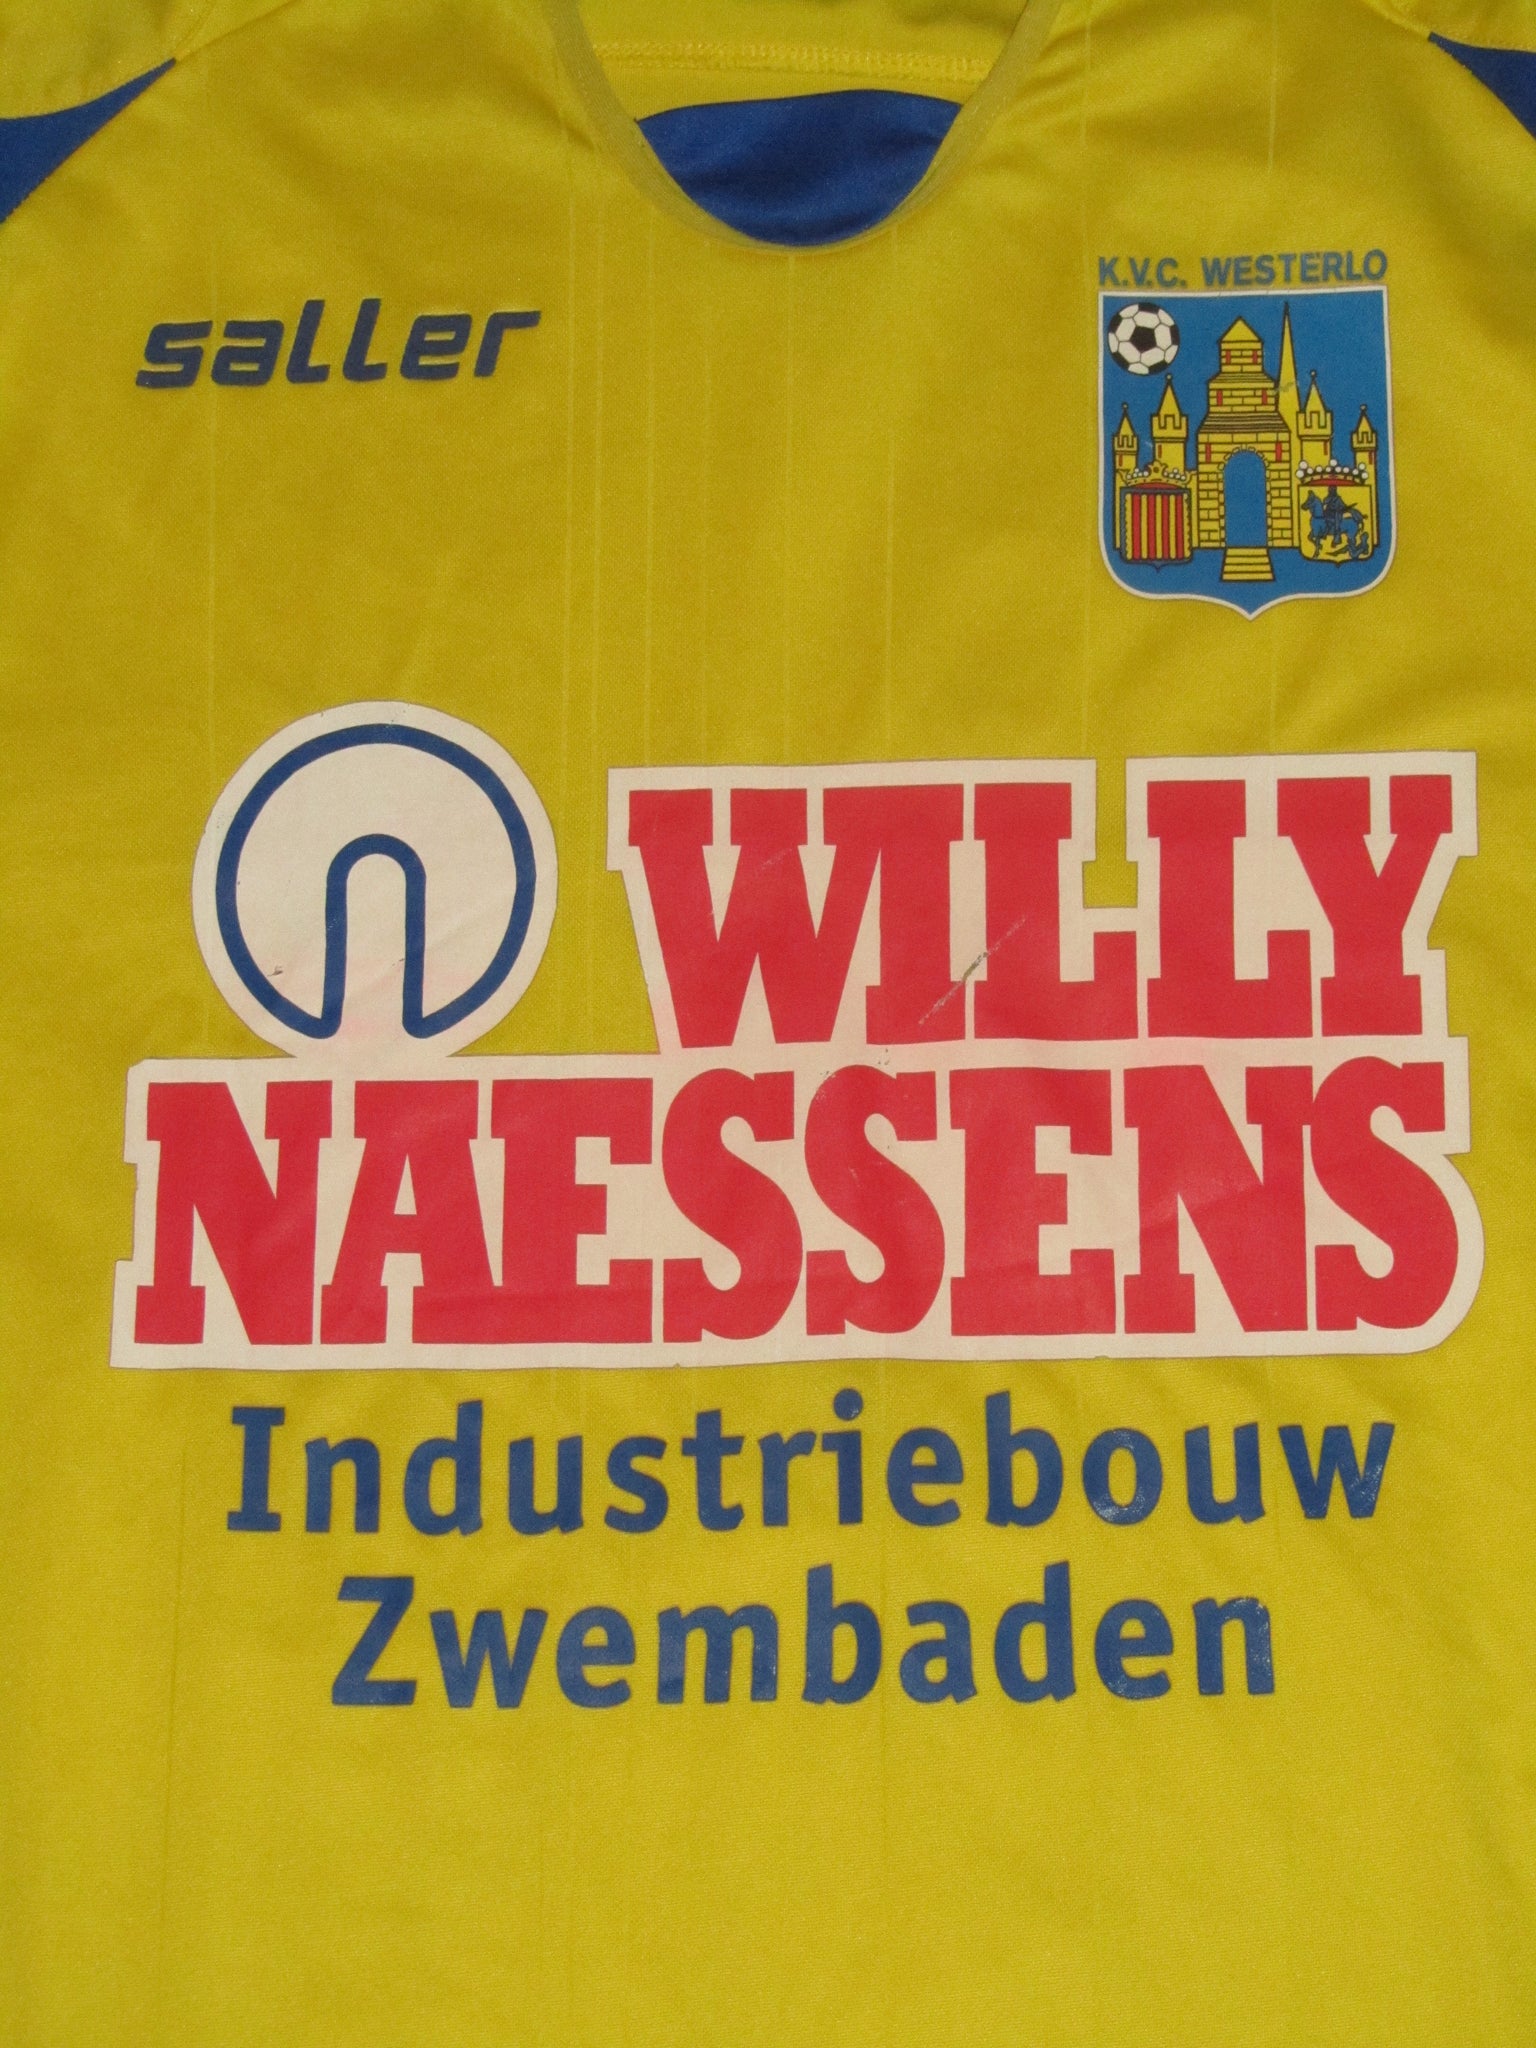 saller
K.V.C. WESTERLO
WILLY
NAESSENS
Industriebouw
Zwembaden